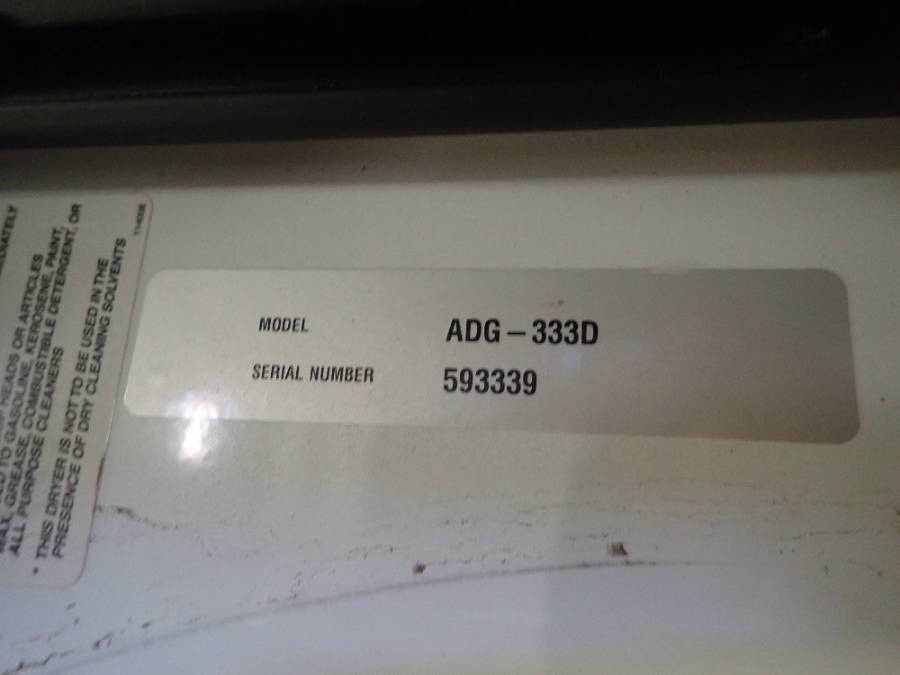 MODEL ADG-333D
SERIAL NUMBER 593339
HEADS OR ARTICLES
TO GASOLINE, KEROSENE, PAINT,
WAX, GREASE, COMBUSTIBLE DETERGENT, OR
ALL PURPOSE CLEANERS
* THIS DRYER IS NOT TO BE USED IN THE
PRESENCE OF DRY CLEANING SOLVENTS